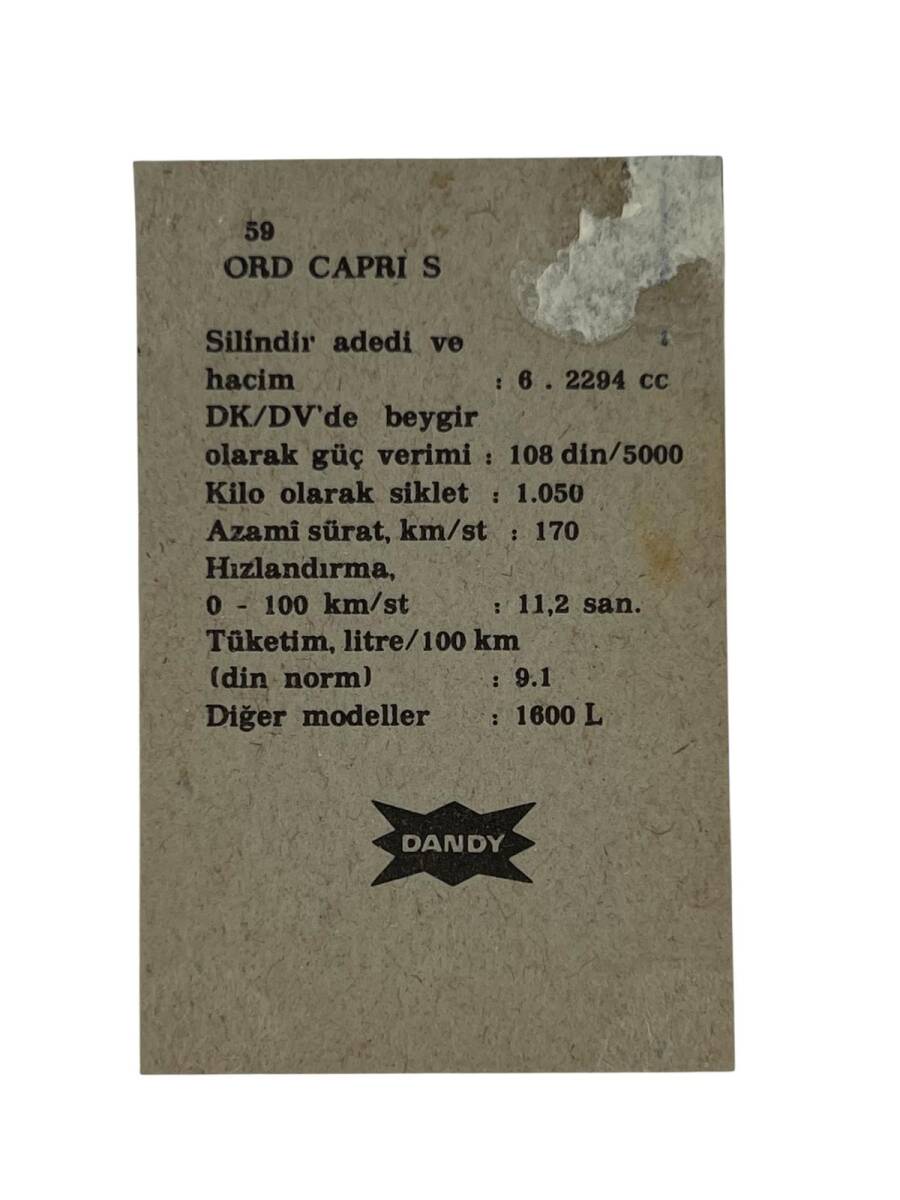 59
ORD CAPRİ S
Silindir adedi ve
hacim : 6 . 2294 cc
DK/DV'de beygir
olarak güç verimi : 108 din/5000
Kilo olarak siklet : 1.050
Azamî sürat, km/st : 170
Hızlandırma,
0 - 100 km/st : 11,2 san.
Tüketim, litre/100 km
(din norm) : 9.1
Diğer modeller : 1600 L
DANDY